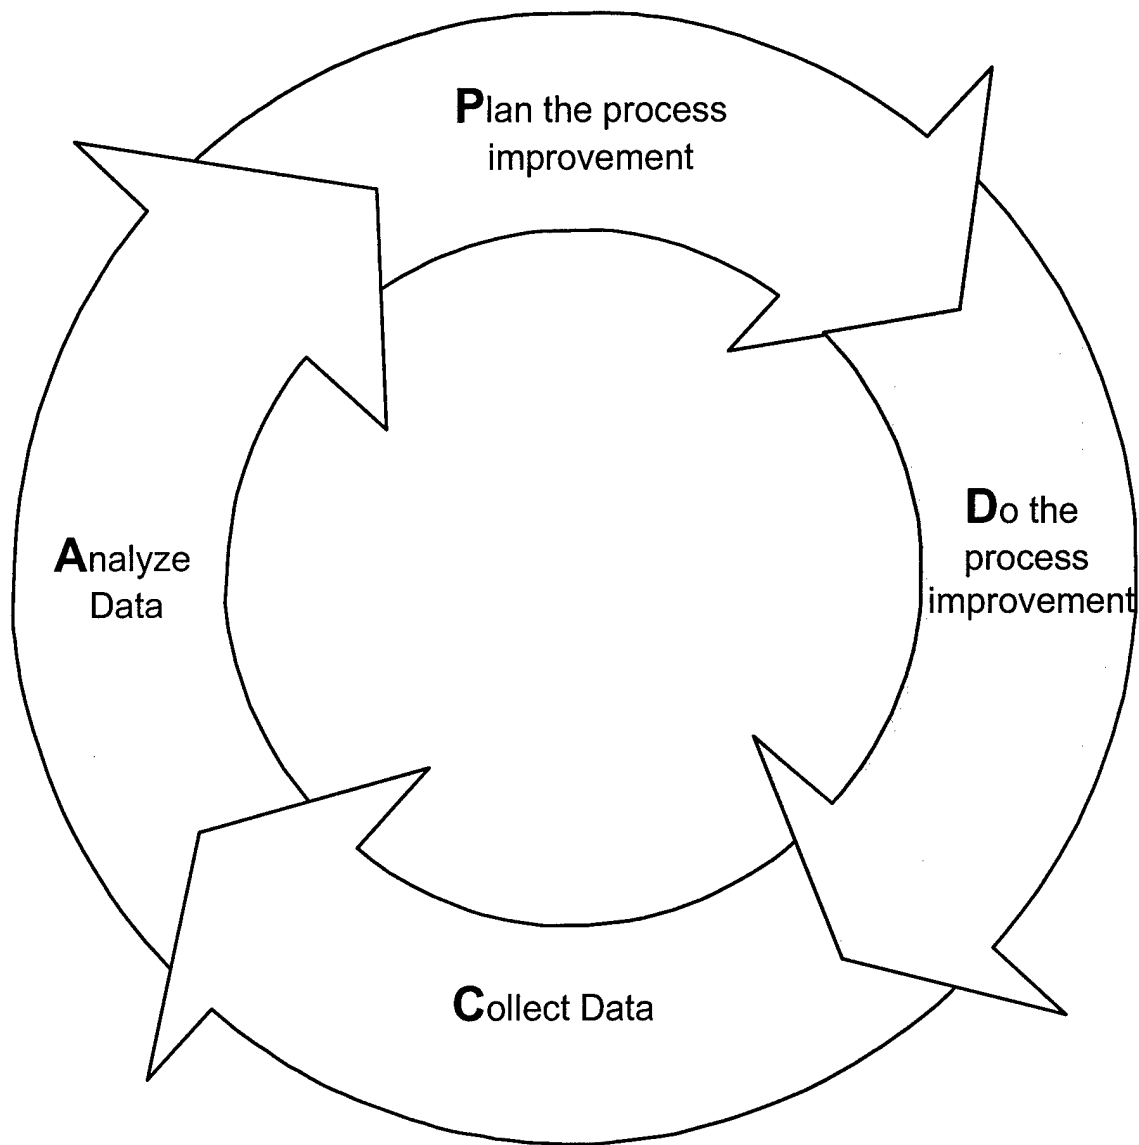 Plan the process
improvement
Do the
process
improvement
Collect Data
Analyze
Data